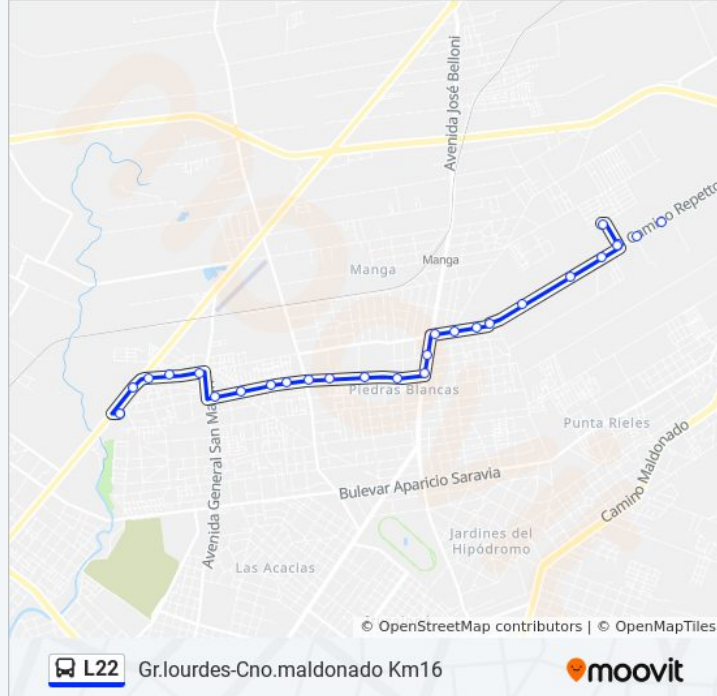 Avenida José Belloni
Camino Repetto
Manga
Manga
Piedras Blancas
Avenida General San Ma
Punta Rieles
Camino Maldonado
Bulevar Aparicio Saravia
Jardines del
Hipódromo
Las Acacias
© OpenStreetMap contributors | © OpenMapTiles
L22 Gr.lourdes-Cno.maldonado Km16
moovit